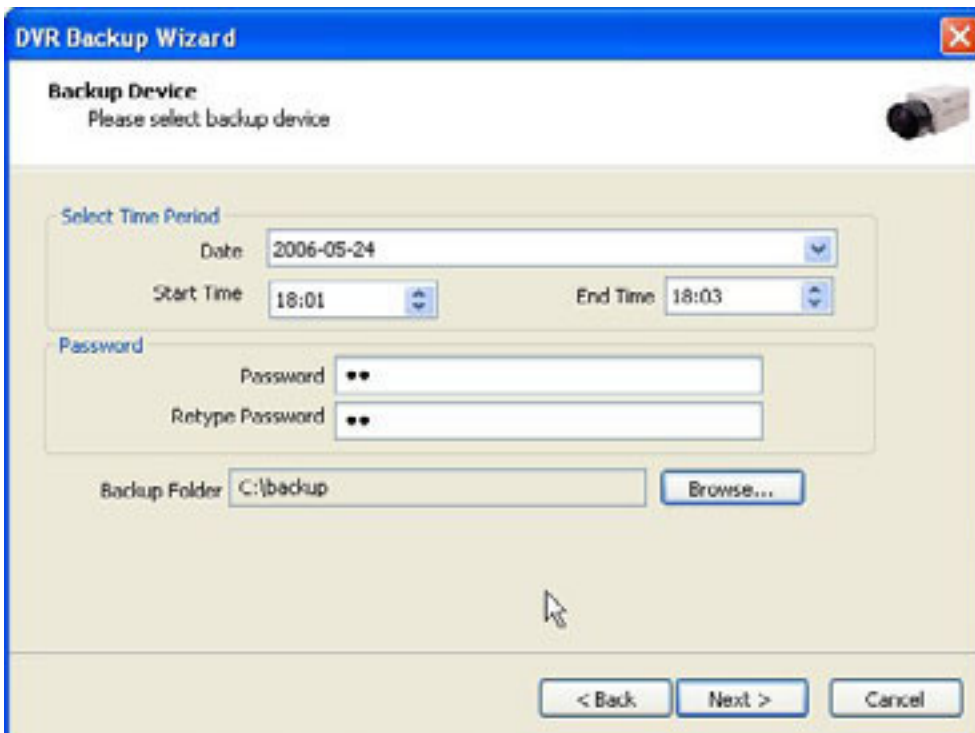 DVR Backup Wizard
Backup Device
Please select backup device
Select Time Period
Date 2006-05-24
Start Time 18:01 End Time 18:03
Password
Password ••
Retype Password ••
Backup Folder C:\backup Browse...
< Back Next > Cancel